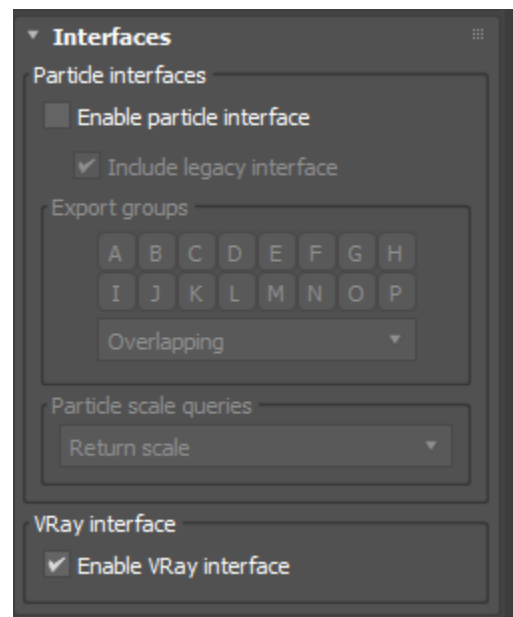 Interfaces
Particle interfaces
Enable particle interface
Include legacy interface
Export groups
A B C D E F G H
I J K L M N O P
Overlapping
Particle scale queries
Return scale
VRay interface
Enable VRay interface